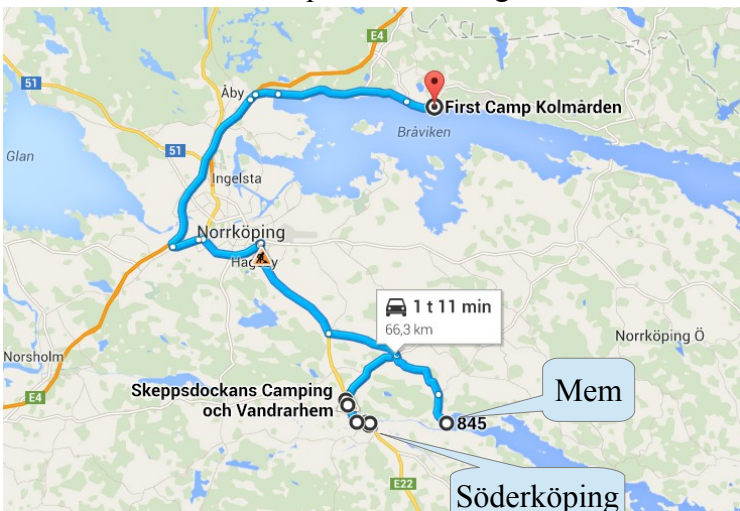 E4
51
Åby
First Camp Kolmården
Bråviken
Glan
51
Ingelsta
Norrköping
1 t 11 min
66,3 km
Norrköping Ö
Norsholm
E4
Skeppsdockans Camping
och Vandrarhem
Mem
845
E22
Söderköping